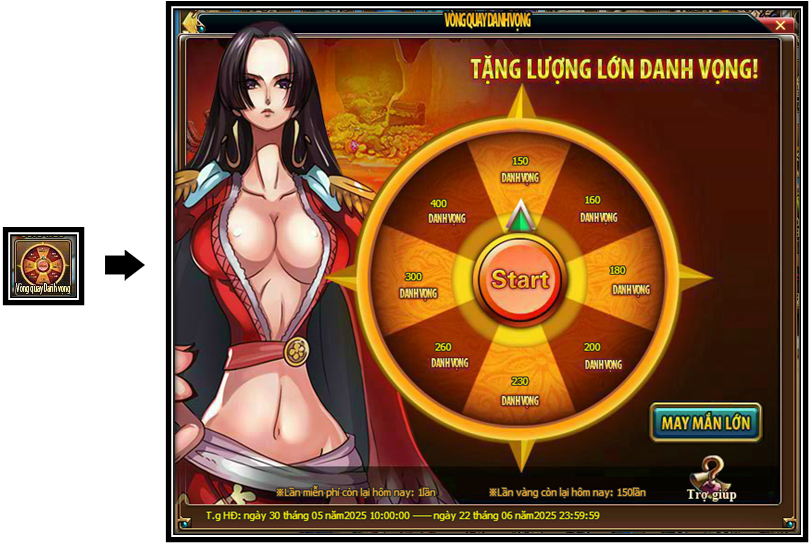 VÒNG QUAY DANH VỌNG
TẶNG LƯỢNG LỚN DANH VỌNG!
150
DANH VỌNG
160
DANH VỌNG
180
DANH VỌNG
200
DANH VỌNG
230
DANH VỌNG
260
DANH VỌNG
300
DANH VỌNG
400
DANH VỌNG
Start
Vòng quay Danh vọng
MAY MẮN LỚN
Trợ giúp
※Lần miễn phí còn lại hôm nay: 1lần
※Lần vàng còn lại hôm nay: 150lần
T.g HĐ: ngày 30 tháng 05 năm2025 10:00:00 —— ngày 22 tháng 06 năm2025 23:59:59